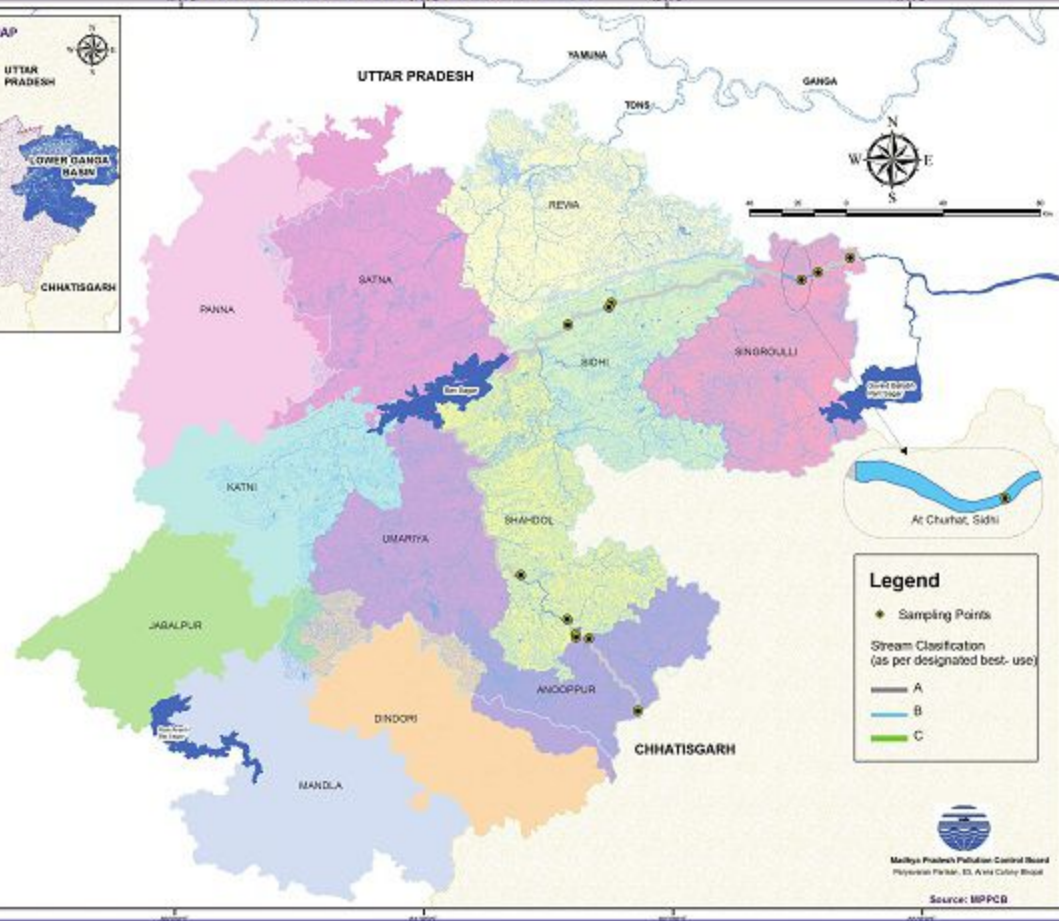 AP
N
UTTAR
PRADESH
S
LOWER GANGA
BASIN
CHHATISGARH
UTTAR PRADESH
YAMUNA
GANGA
TONS
N
W
E
S
REWA
SATNA
PANNA
SIDHI
SINGROULLI
Ban Sagar
KATNI
SHAHDOL
UMARIYA
At Churhat, Sidhi
JABALPUR
ANOOPPUR
DINDORI
CHHATISGARH
MANDLA
Legend
Sampling Points
Stream Clasification
(as per designated best- use)
A
B
C
Madhya Pradesh Pollution Control Board
Source: MPPCB